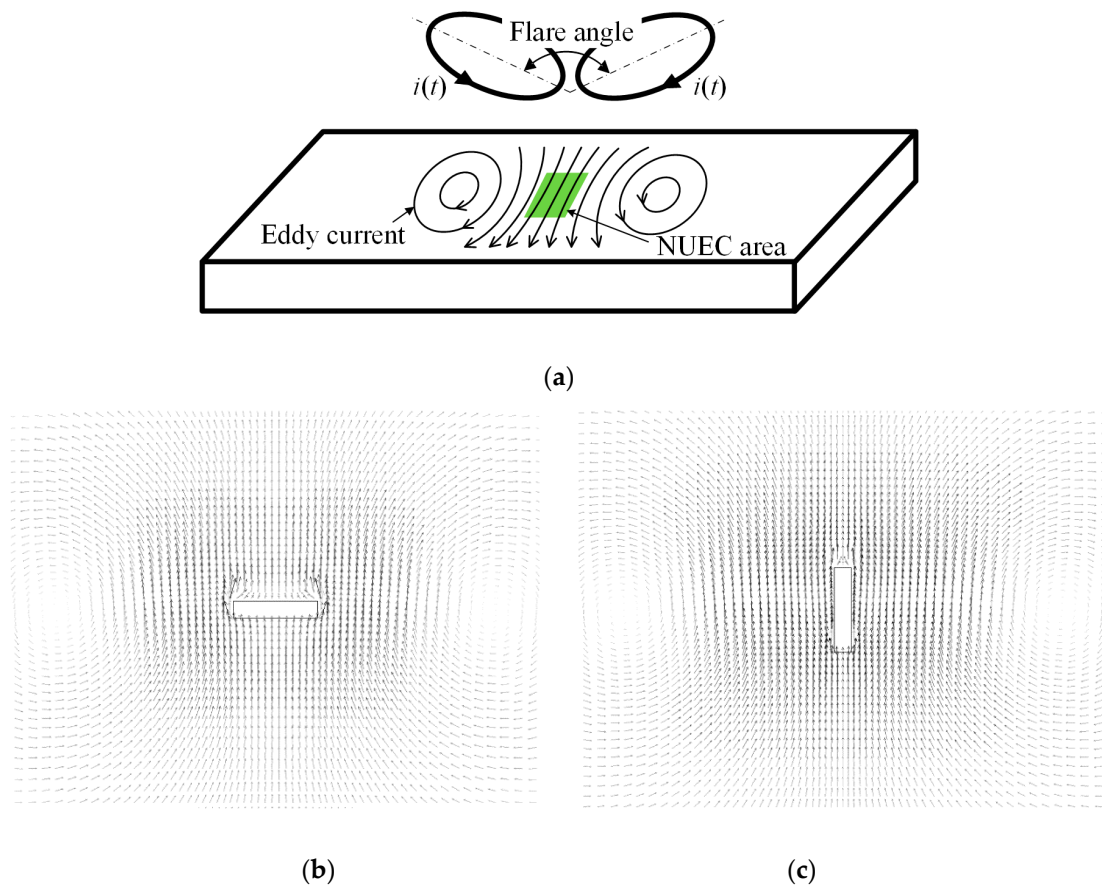 Flare angle
i(t)
i(t)
Eddy current
NUEC area
(a)
(b)
(c)